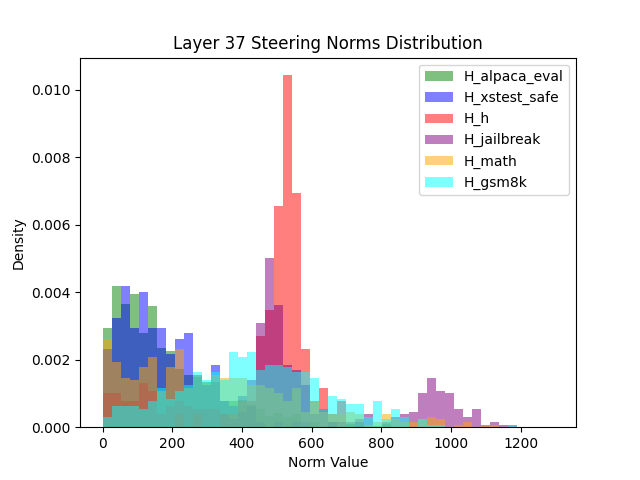 Layer 37 Steering Norms Distribution
H_alpaca_eval
H_xstest_safe
H_h
H_jailbreak
H_math
H_gsm8k
0.010
0.008
0.006
0.004
0.002
0.000
Density
0
200
400
600
800
1000
1200
Norm Value